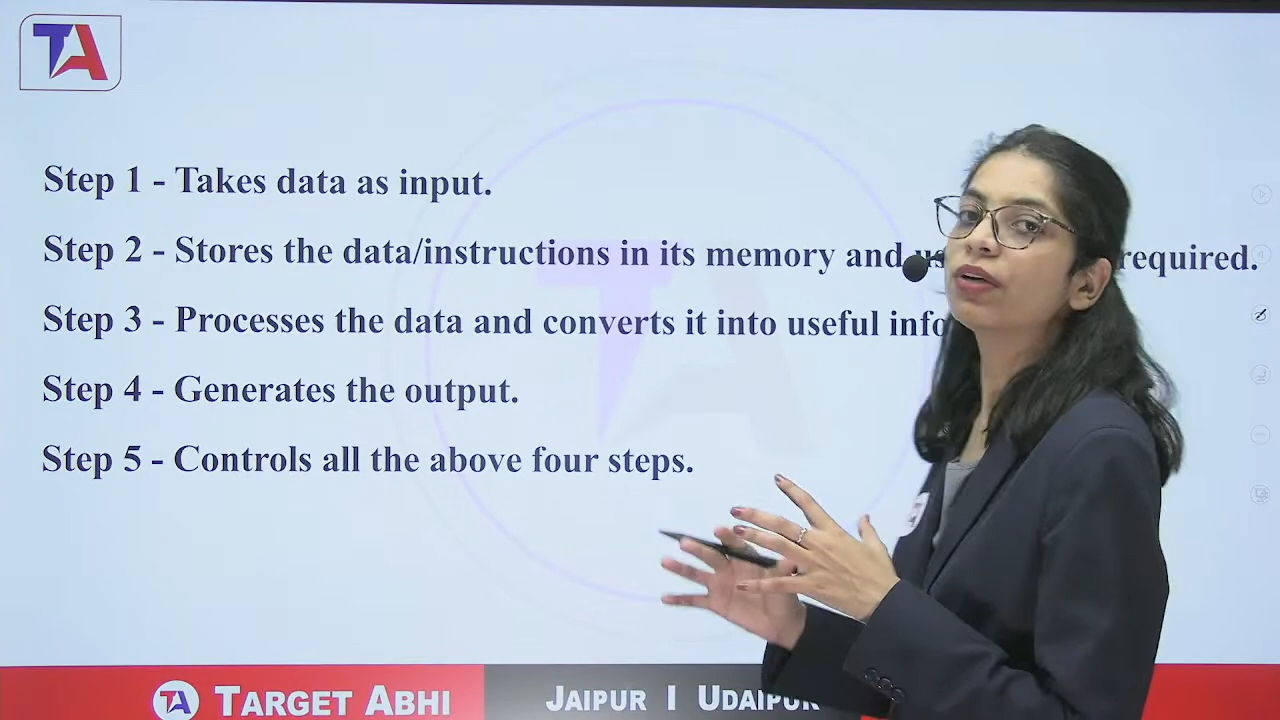 TA
Step 1 - Takes data as input.
Step 2 - Stores the data/instructions in its memory and required.
Step 3 - Processes the data and converts it into useful
Step 4 - Generates the output.
Step 5 - Controls all the above four steps.
TA TARGET ABHI JAIPUR I UDAIPUR